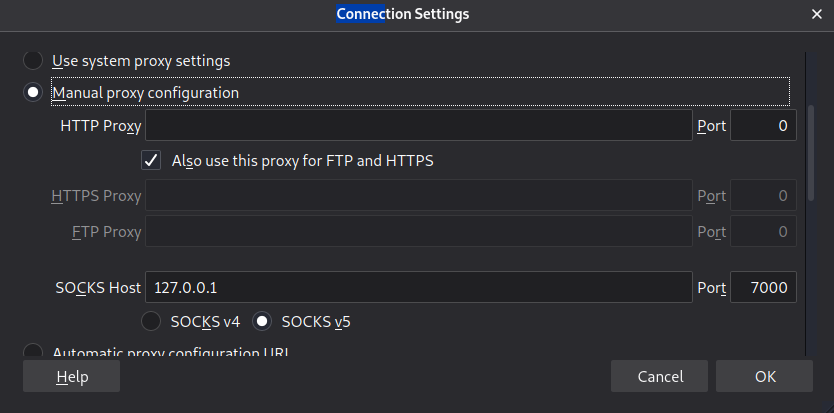 Connection Settings
Use system proxy settings
Manual proxy configuration
HTTP Proxy Port 0
Also use this proxy for FTP and HTTPS
HTTPS Proxy Port 0
FTP Proxy Port 0
SOCKS Host 127.0.0.1 Port 7000
SOCKS v4 SOCKS v5
Automatic proxy configuration URL
Help Cancel OK